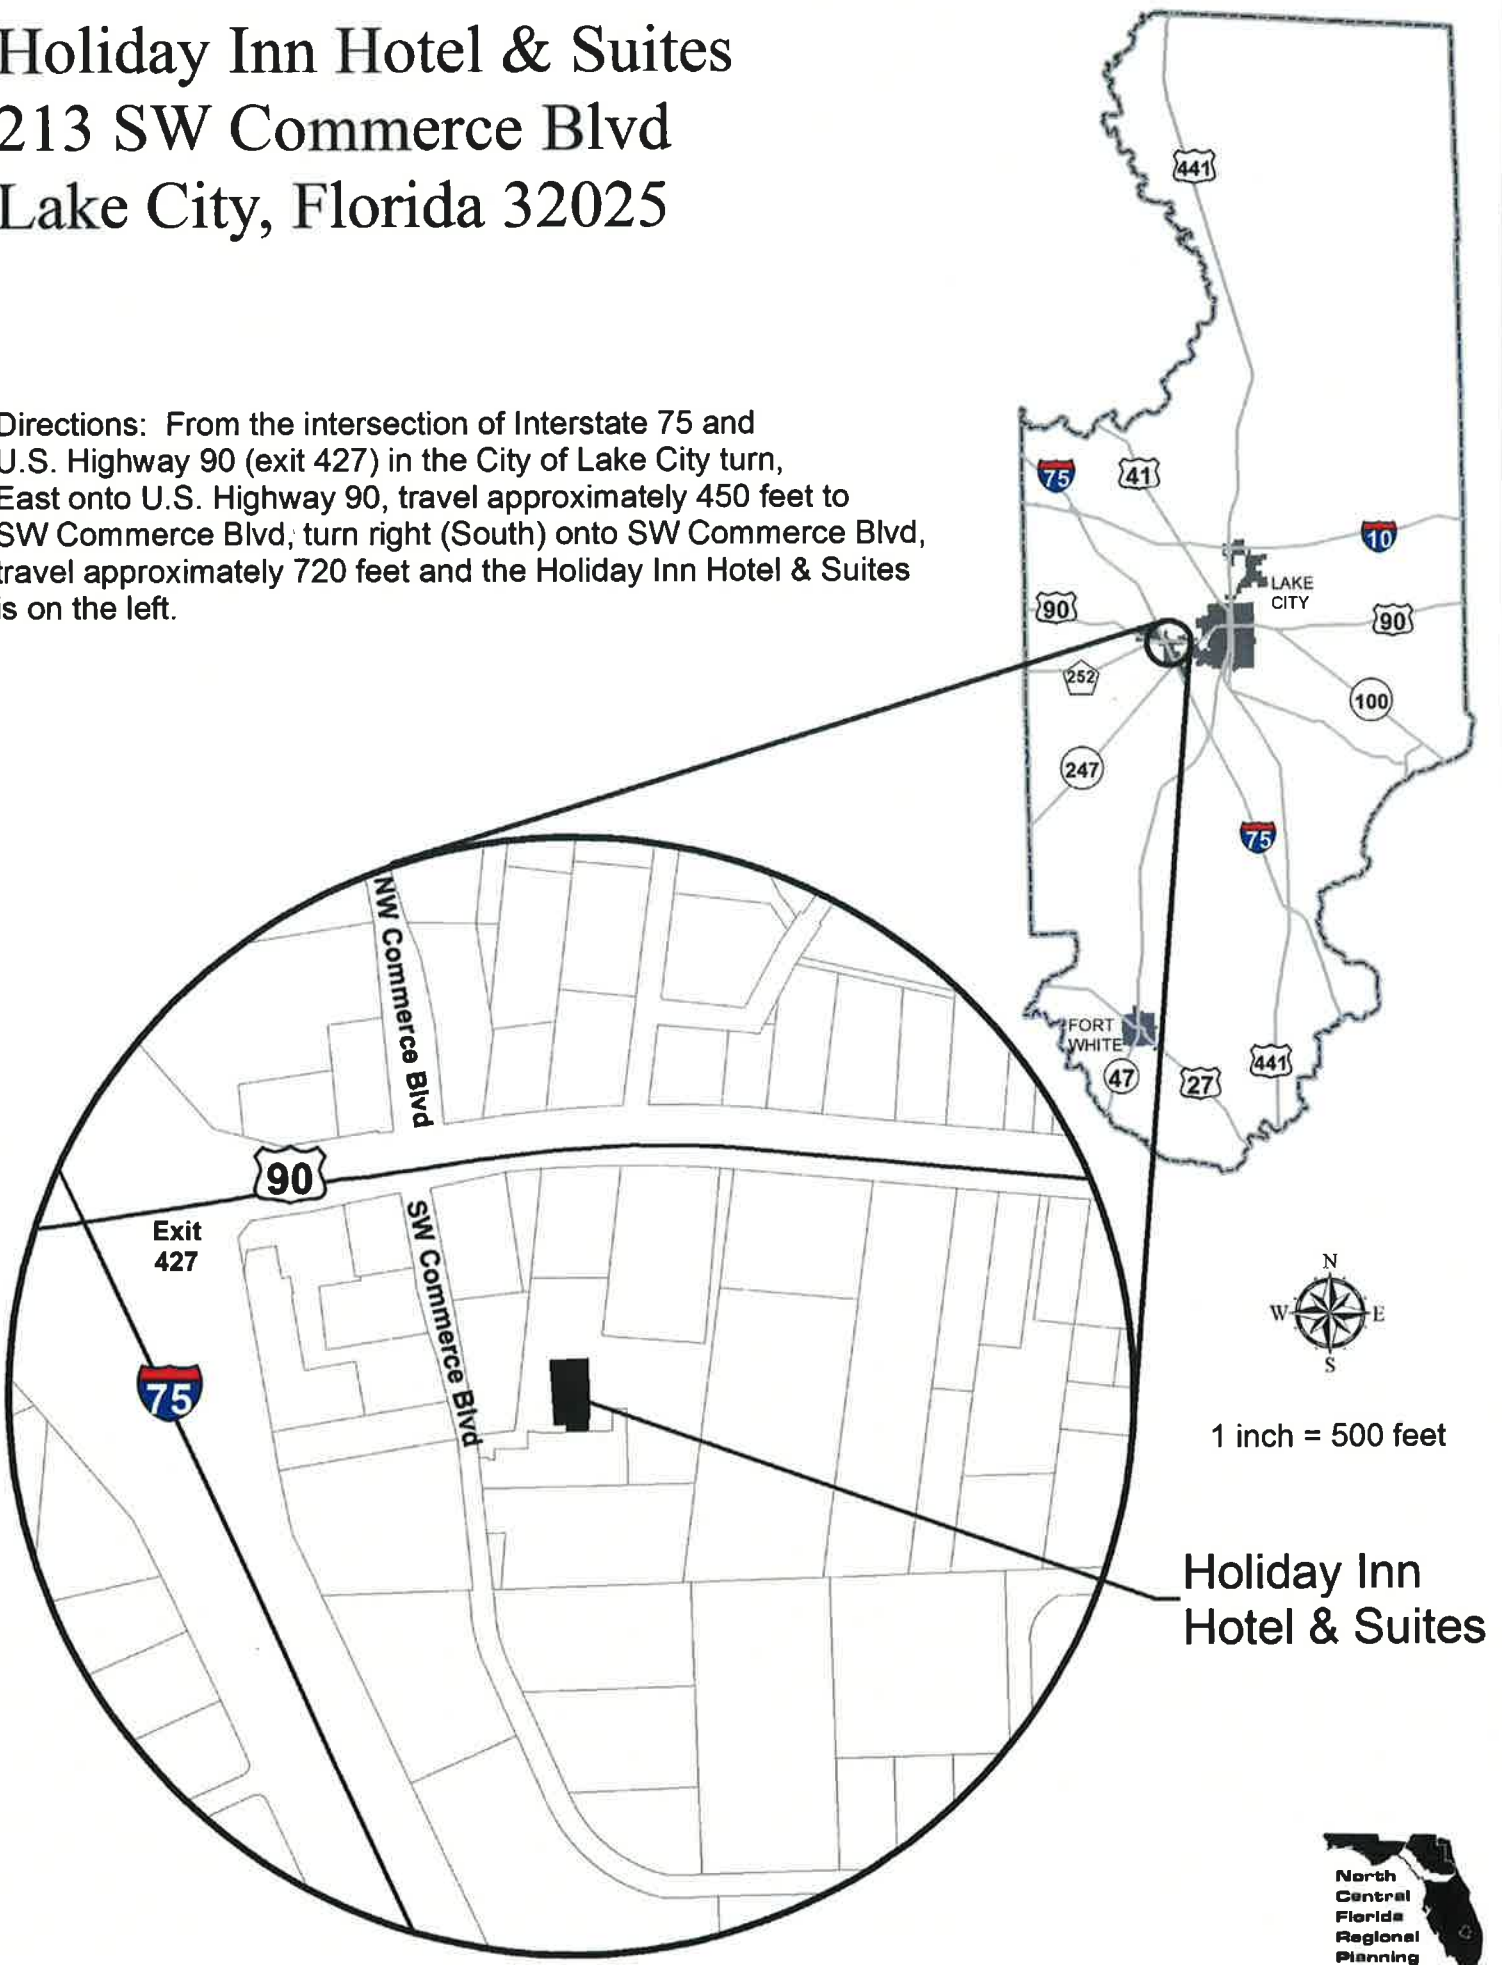 Holiday Inn Hotel & Suites
213 SW Commerce Blvd
Lake City, Florida 32025
Directions: From the intersection of Interstate 75 and
U.S. Highway 90 (exit 427) in the City of Lake City turn,
East onto U.S. Highway 90, travel approximately 450 feet to
SW Commerce Blvd, turn right (South) onto SW Commerce Blvd,
travel approximately 720 feet and the Holiday Inn Hotel & Suites
is on the left.
441
75
41
10
LAKE
CITY
90
90
252
100
247
75
FORT
WHITE
47
27
441
NW Commerce Blvd
90
Exit
427
SW Commerce Blvd
75
N
W
E
S
1 inch = 500 feet
Holiday Inn
Hotel & Suites
North
Central
Florida
Regional
Planning